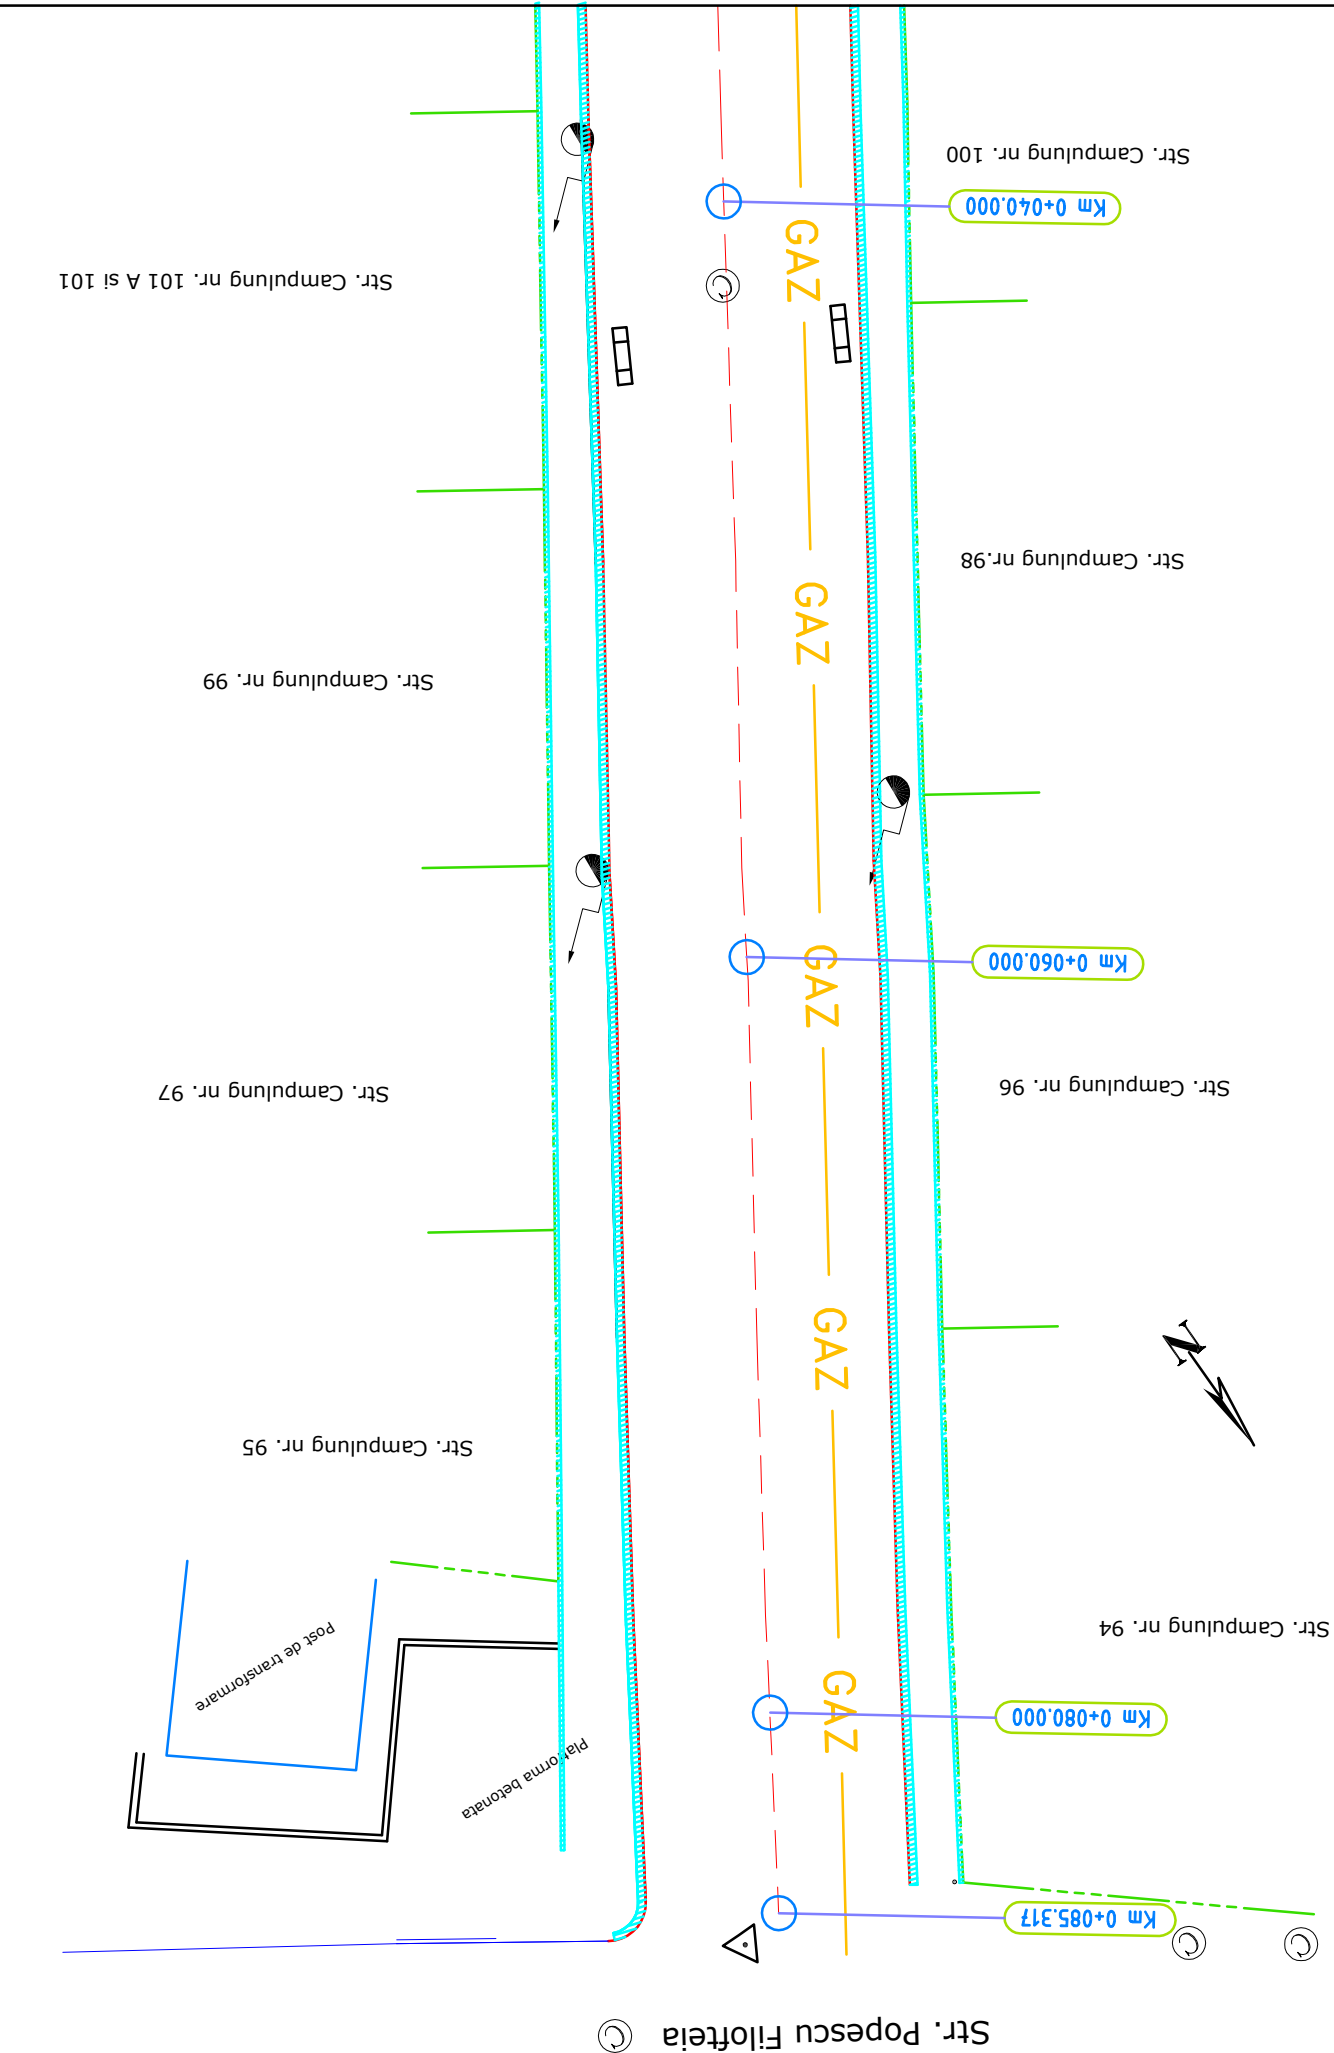 Str. Popescu Filofteia C
C
C
Km 0+085.317
Platforma betonata
Km 0+080.000
Post de transformare
Str. Campulung nr. 94
GAZ
Str. Campulung nr. 95
N
GAZ
Str. Campulung nr. 96
Str. Campulung nr. 97
GAZ
Km 0+060.000
Str. Campulung nr. 99
GAZ
Str. Campulung nr.98
C
GAZ
Str. Campulung nr. 101 A si 101
Km 0+040.000
Str. Campulung nr. 100